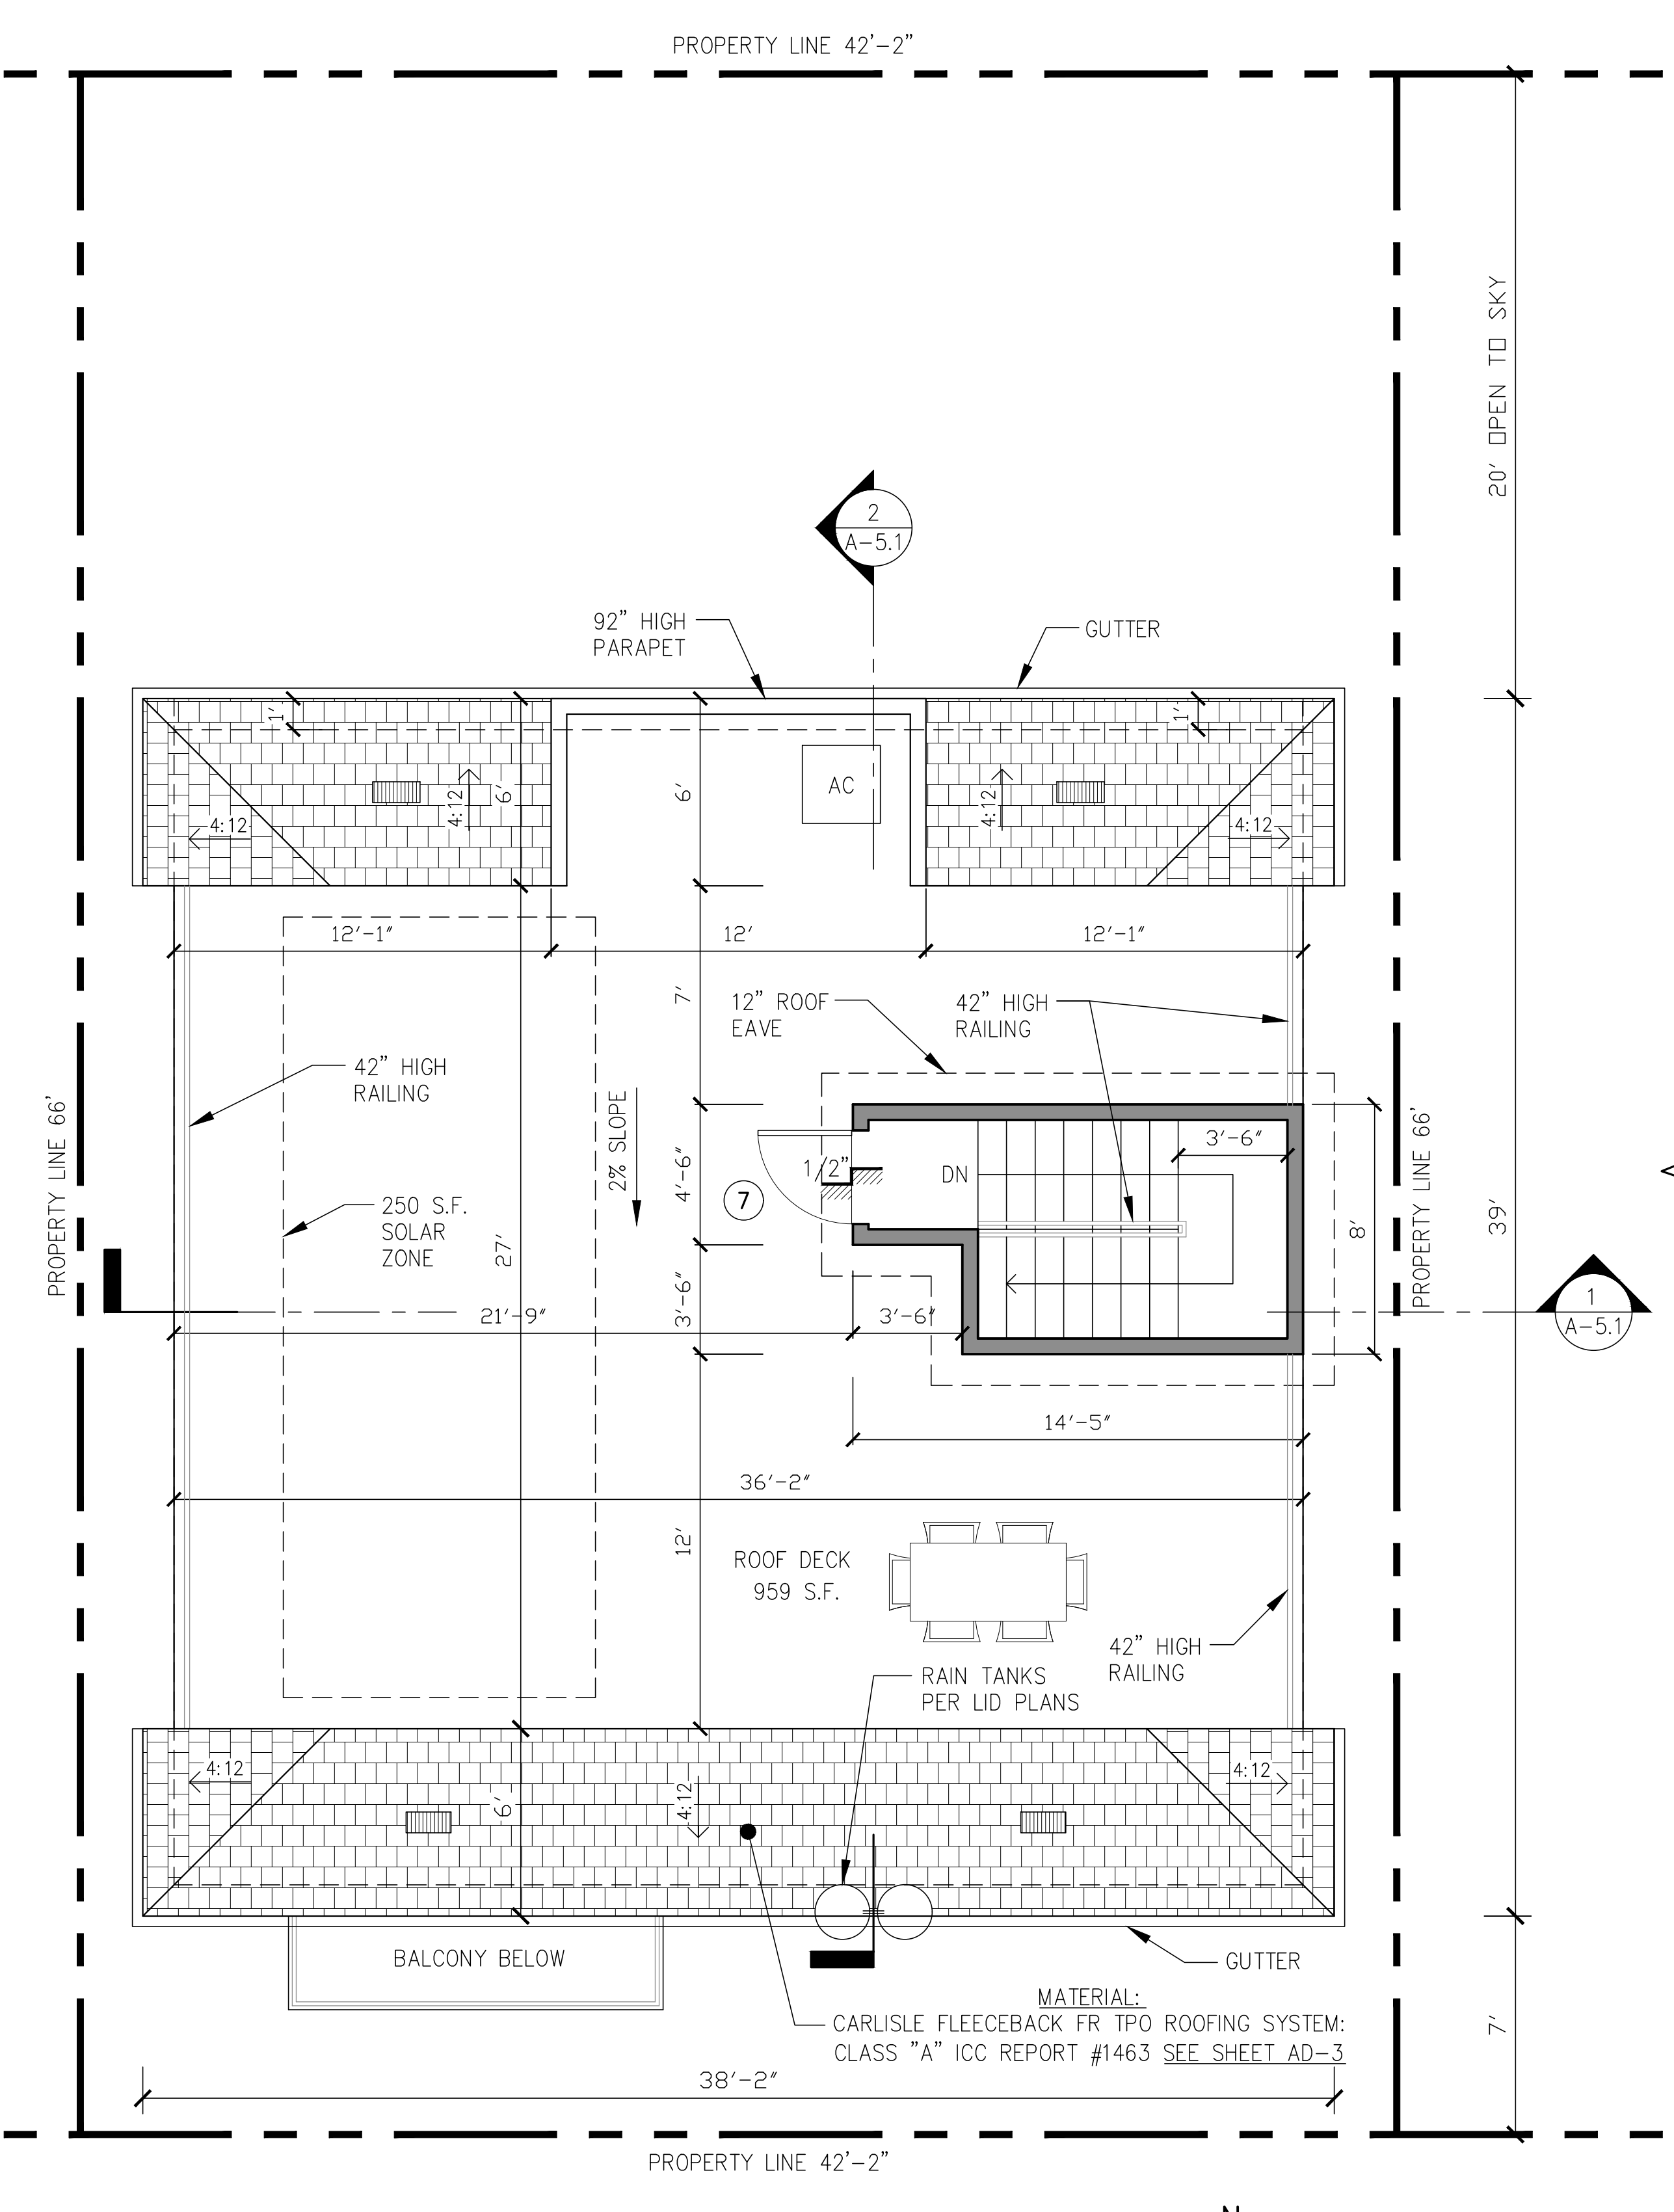 PROPERTY LINE 42'-2"
20' OPEN TO SKY
2
A-5.1
92" HIGH
PARAPET
GUTTER
1'
1'
4:12
4:12
6'
6'
AC
4:12
4:12
12'-1"
12'
12'-1"
7'
12" ROOF
EAVE
42" HIGH
RAILING
42" HIGH
RAILING
PROPERTY LINE 66'
2% SLOPE
4'-6"
1/2"
7
DN
3'-6"
8'
PROPERTY LINE 66'
39'
250 S.F.
SOLAR
ZONE
27'
3'-6"
21'-9"
3'-6"
1
A-5.1
14'-5"
36'-2"
12'
ROOF DECK
959 S.F.
42" HIGH
RAILING
RAIN TANKS
PER LID PLANS
4:12
6'
4:12
4:12
BALCONY BELOW
GUTTER
MATERIAL:
CARLISLE FLEECEBACK FR TPO ROOFING SYSTEM:
CLASS "A" ICC REPORT #1463 SEE SHEET AD-3
7'
38'-2"
PROPERTY LINE 42'-2"